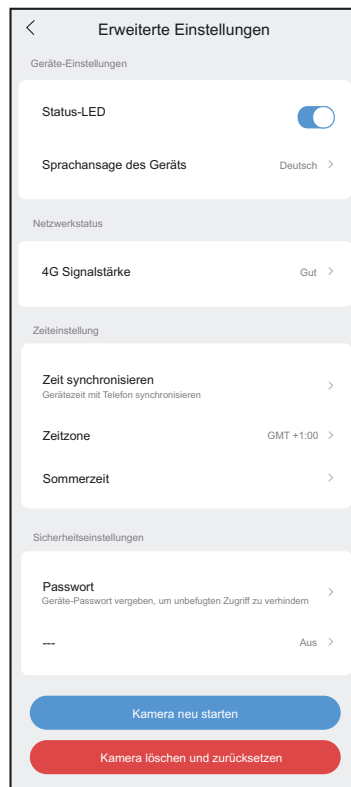 Erweiterte Einstellungen
Geräte-Einstellungen
Status-LED
Sprachansage des Geräts Deutsch
Netzwerkstatus
4G Signalstärke Gut
Zeiteinstellung
Zeit synchronisieren
Gerätezeit mit Telefon synchronisieren
Zeitzone GMT +1:00
Sommerzeit
Sicherheitseinstellungen
Passwort
Geräte-Passwort vergeben, um unbefugten Zugriff zu verhindern
--- Aus
Kamera neu starten
Kamera löschen und zurücksetzen